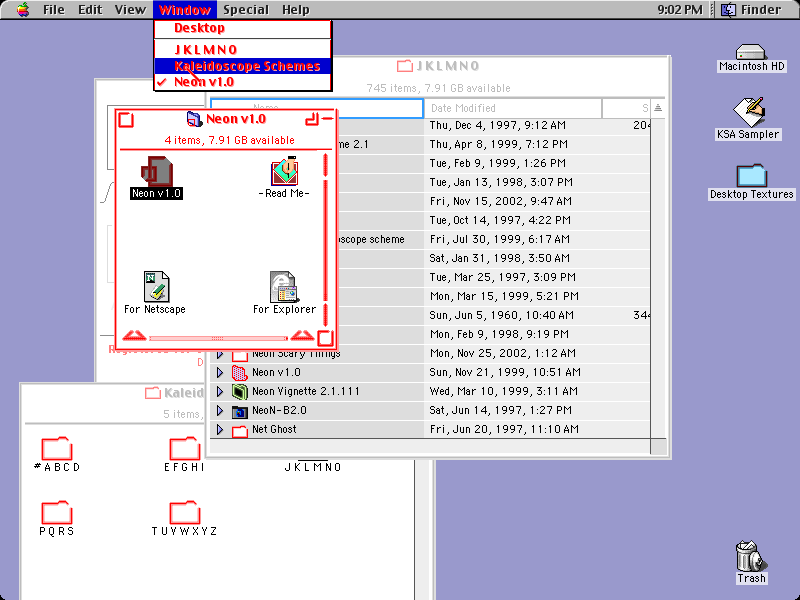 File Edit View Window Special Help 9:02 PM Finder
Desktop
JKLMNO
Kaleidoscope Schemes
Neon v1.0
JKLMNO
745 items, 7.91 GB available
Name Date Modified S
Thu, Dec 4, 1997, 9:12 AM 204
me 2.1 Thu, Apr 8, 1999, 7:12 PM
Tue, Feb 9, 1999, 1:26 PM
Tue, Jan 13, 1998, 3:07 PM
Fri, Nov 15, 2002, 9:47 AM
Tue, Oct 14, 1997, 4:22 PM
oscope scheme Fri, Jul 30, 1999, 6:17 AM
Sat, Jan 31, 1998, 3:50 AM
Tue, Mar 25, 1997, 3:09 PM
Mon, Mar 15, 1999, 5:21 PM
Sun, Jun 5, 1960, 10:40 AM 344
Mon, Feb 9, 1998, 9:19 PM
Neon Scary Things Mon, Nov 25, 2002, 1:12 AM
Neon v1.0 Sun, Nov 21, 1999, 10:51 AM
Neon Vignette 2.1.111 Wed, Mar 10, 1999, 3:11 AM
NeoN-B2.0 Sat, Jun 14, 1997, 1:27 PM
Net Ghost Fri, Jun 20, 1997, 11:10 AM
Neon v1.0
4 items, 7.91 GB available
Neon v1.0
-Read Me-
For Netscape
For Explorer
Kaleid
5 items,
#ABCD
EFGHI
JKLMNO
PQRS
TUVWXYZ
Macintosh HD
KSA Sampler
Desktop Textures
Trash